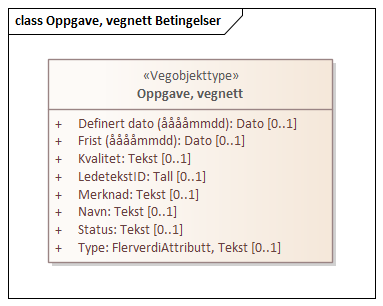 class Oppgave, vegnett Betingelser
«Vegobjekttype»
Oppgave, vegnett
+ Definert dato (ååååmmdd): Dato [0..1]
+ Frist (ååååmmdd): Dato [0..1]
+ Kvalitet: Tekst [0..1]
+ LedetekstID: Tall [0..1]
+ Merknad: Tekst [0..1]
+ Navn: Tekst [0..1]
+ Status: Tekst [0..1]
+ Type: FlerverdiAttributt, Tekst [0..1]